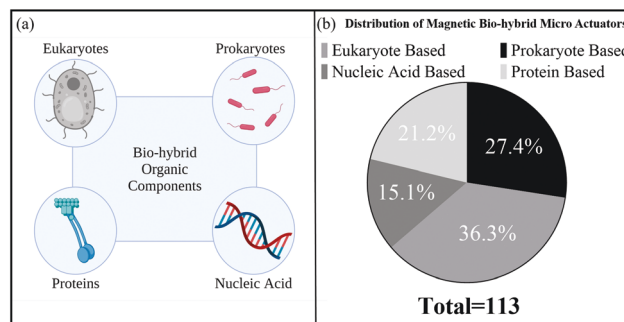 (a)
Eukaryotes
Prokaryotes
Bio-hybrid
Organic
Components
Proteins
Nucleic Acid
(b) Distribution of Magnetic Bio-hybrid Micro Actuators
Eukaryote Based
Prokaryote Based
Nucleic Acid Based
Protein Based
21.2%
27.4%
15.1%
36.3%
Total=113